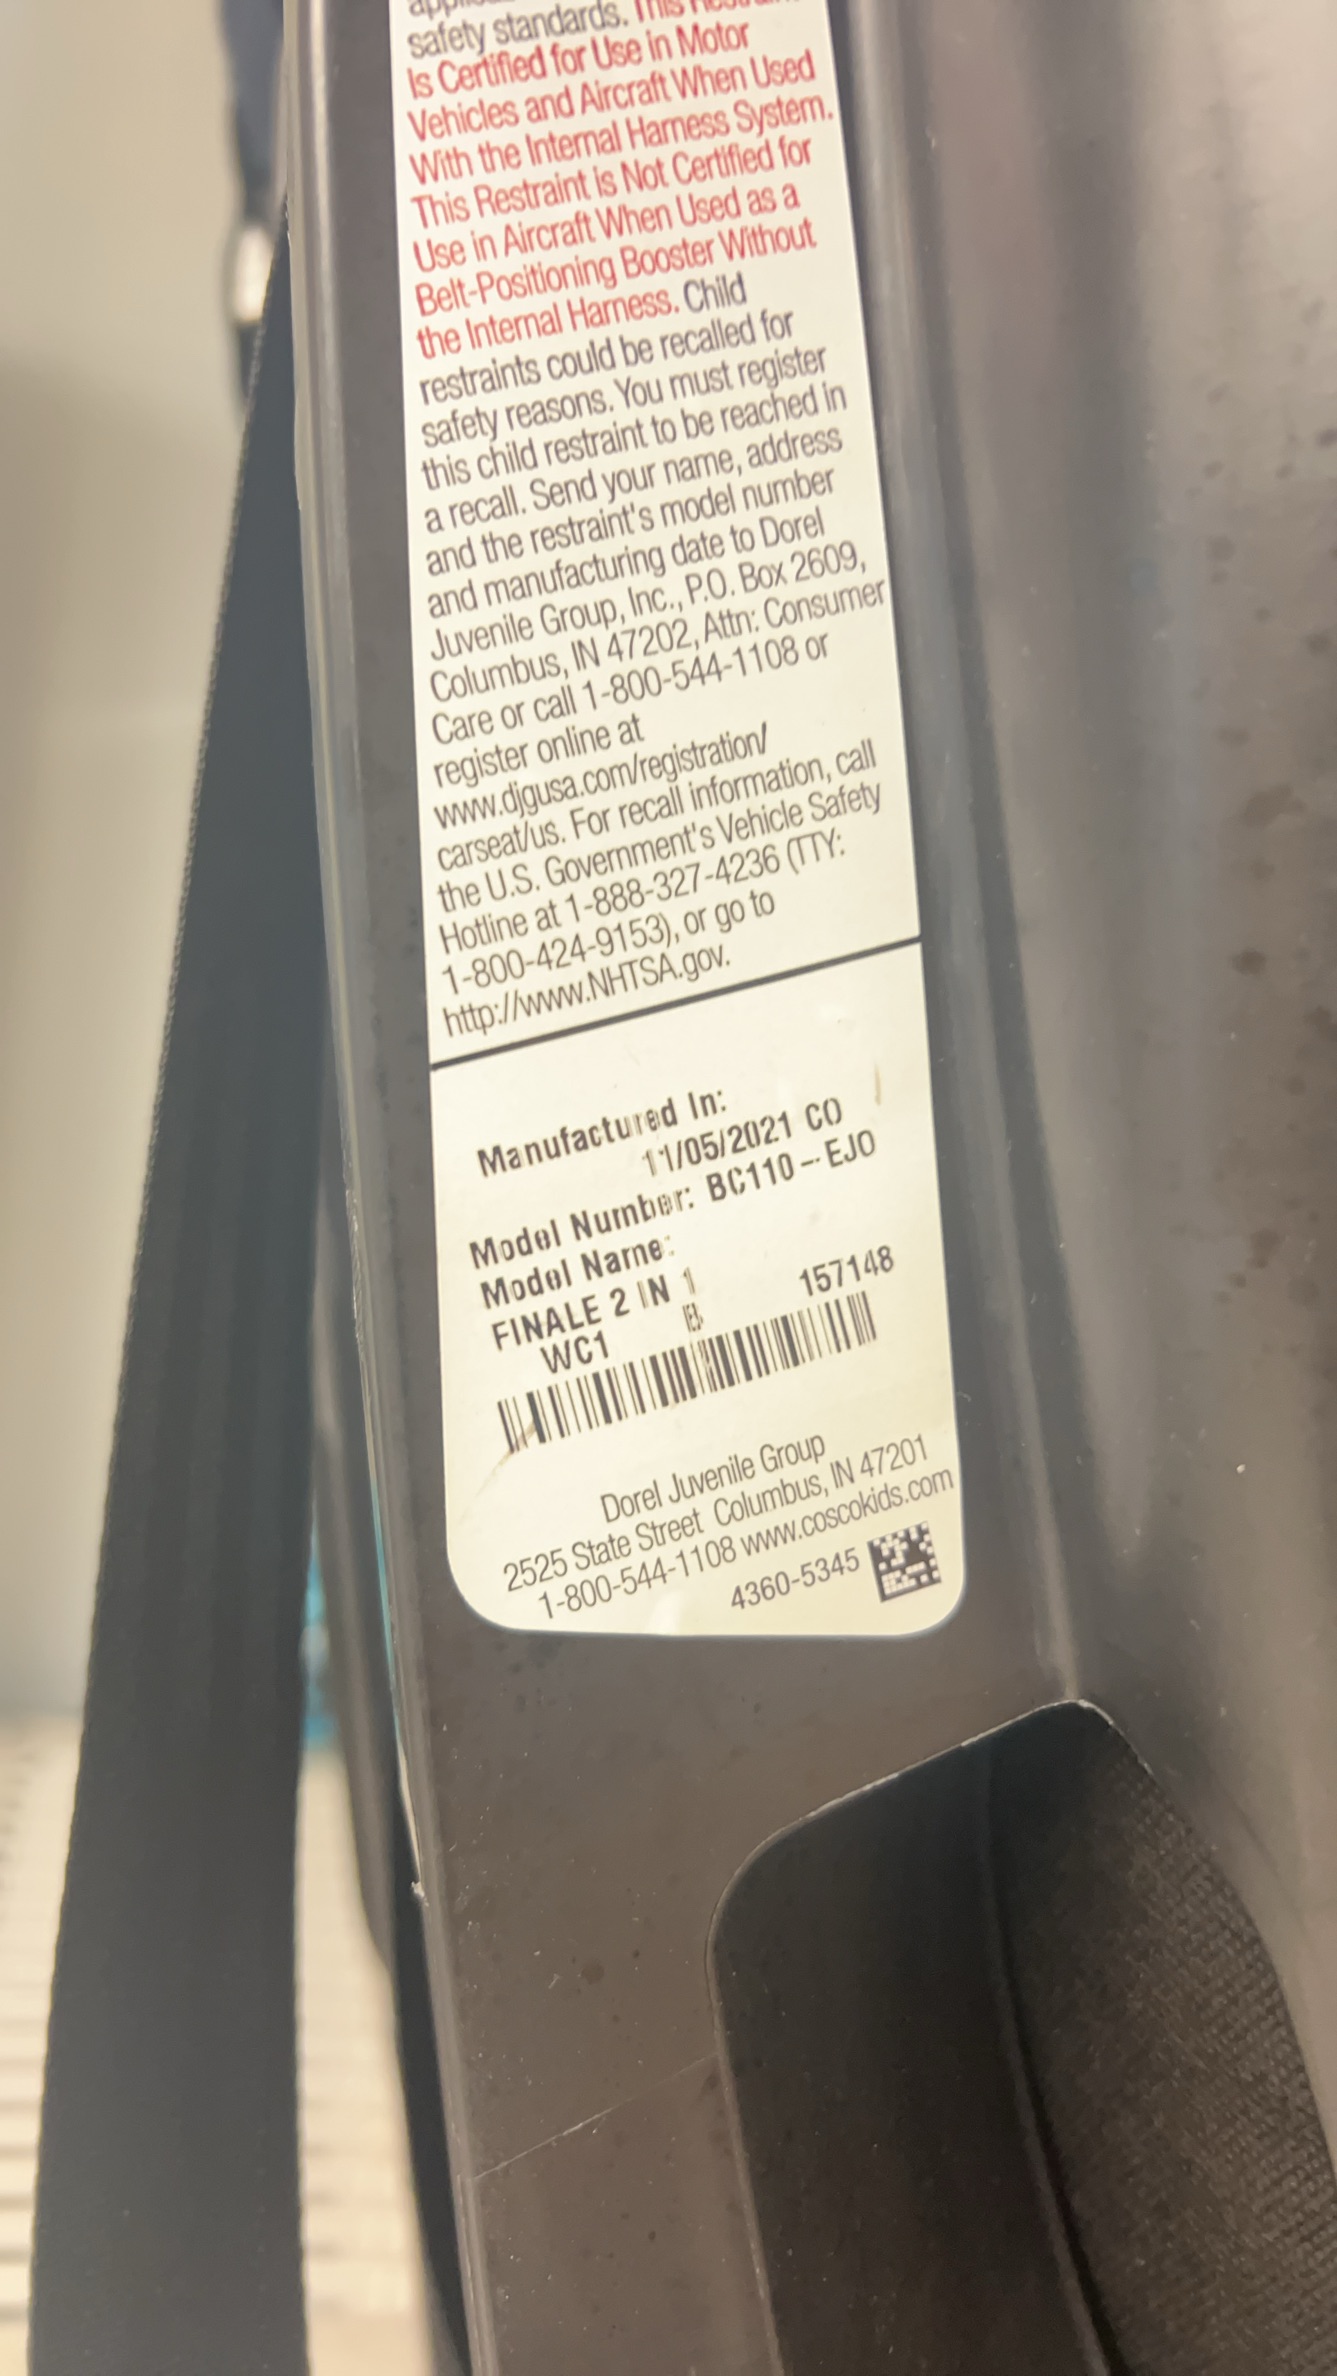 safety standards. This
Is Certified for Use in Motor
Vehicles and Aircraft When Used
With the Internal Harness System.
This Restraint is Not Certified for
Use in Aircraft When Used as a
Belt-Positioning Booster Without
the Internal Harness. Child
restraints could be recalled for
safety reasons. You must register
this child restraint to be reached in
a recall. Send your name, address
and the restraint's model number
and manufacturing date to Dorel
Juvenile Group, Inc., P.O. Box 2609,
Columbus, IN 47202, Attn: Consumer
Care or call 1-800-544-1108 or
register online at
www.djgusa.com/registration/
carseat/us. For recall information, call
the U.S. Government's Vehicle Safety
Hotline at 1-888-327-4236 (TTY:
1-800-424-9153), or go to
http://www.NHTSA.gov.
Manufactured In:
11/05/2021 CO
Model Number: BC110-EJO
Model Name:
FINALE 2 IN 1
WC1 157148
Dorel Juvenile Group
2525 State Street Columbus, IN 47201
1-800-544-1108 www.coscokids.com
4360-5345